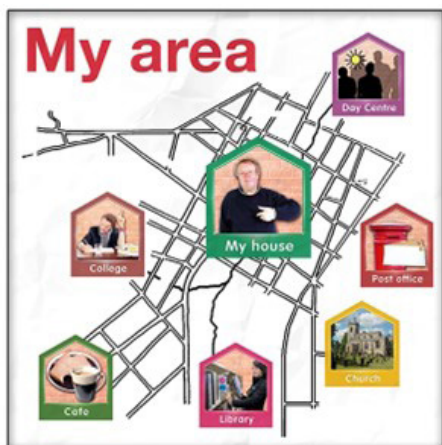 My area
Day Centre
My house
College
Post office
Church
Cafe
Library